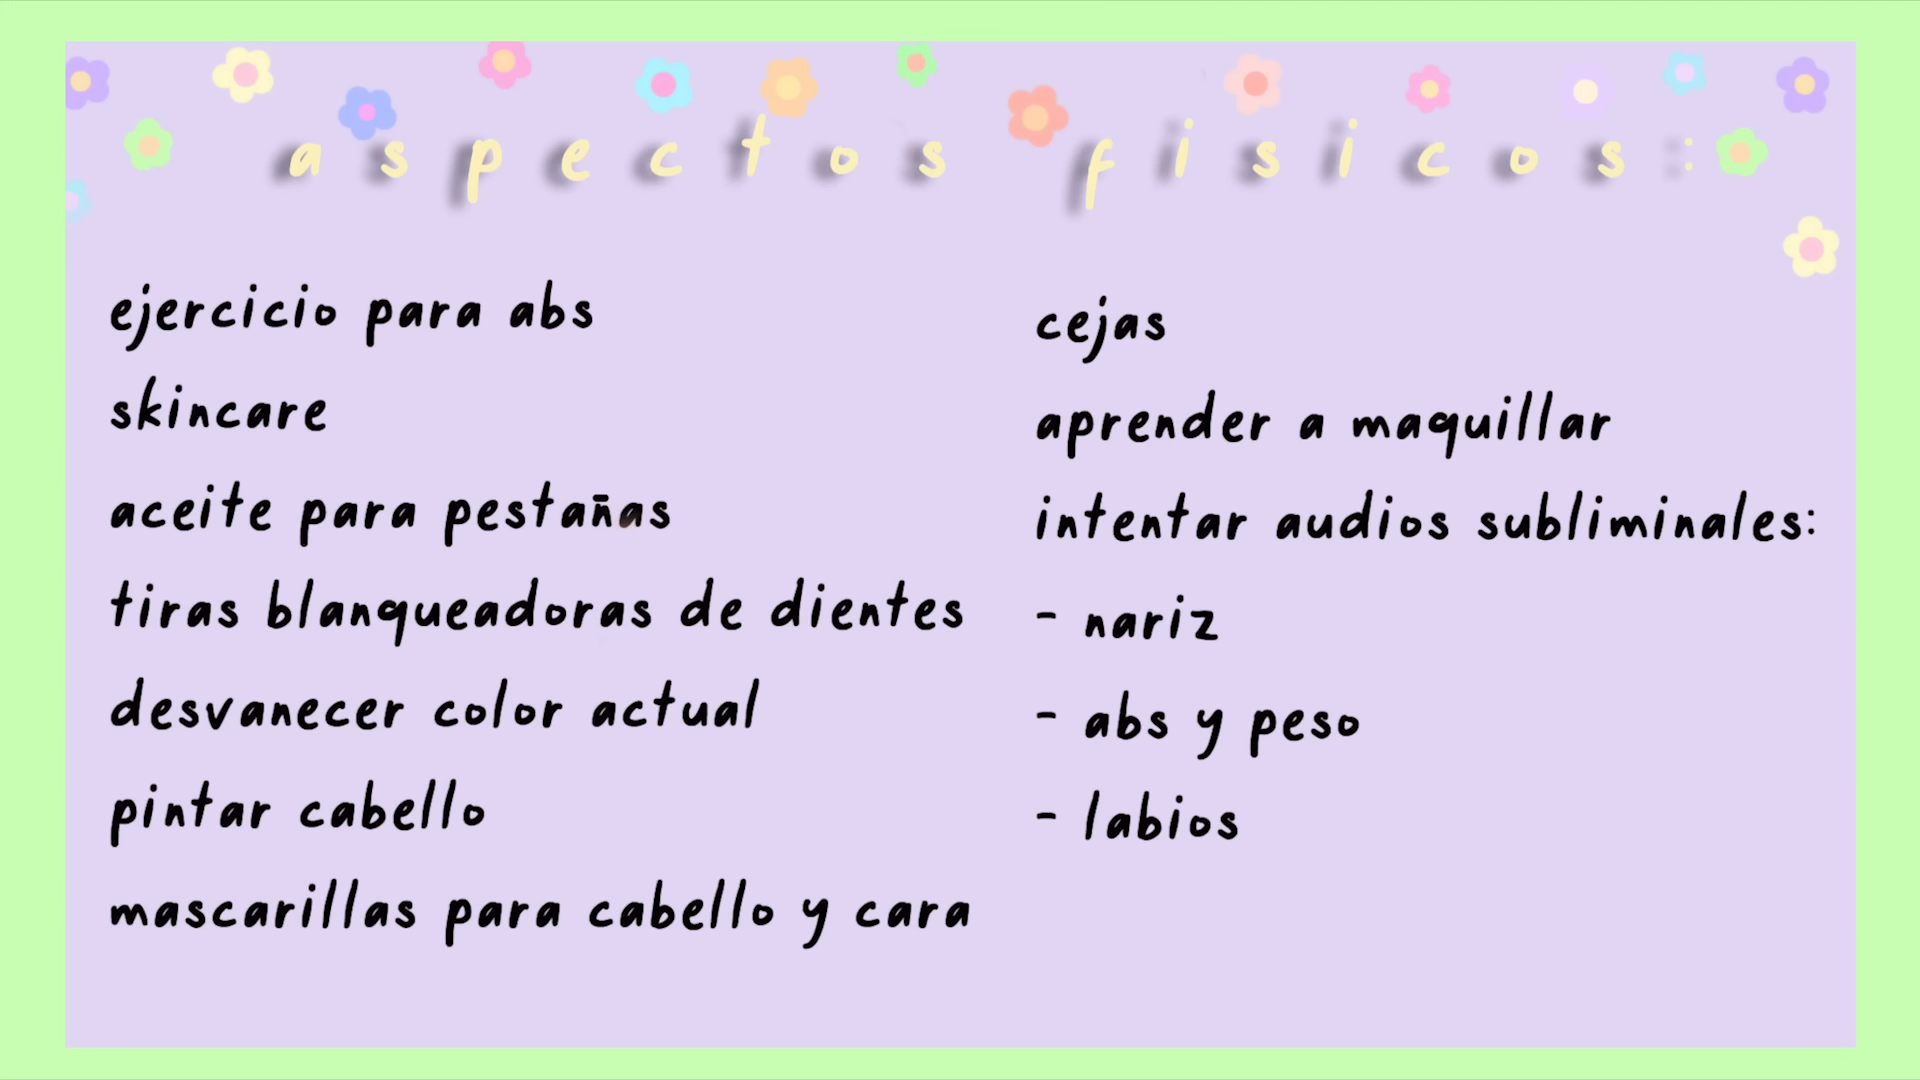 aspectos fisicos:
ejercicio para abs
skincare
aceite para pestañas
tiras blanqueadoras de dientes
desvanecer color actual
pintar cabello
mascarillas para cabello y cara
cejas
aprender a maquillar
intentar audios subliminales:
- nariz
- abs y peso
- labios